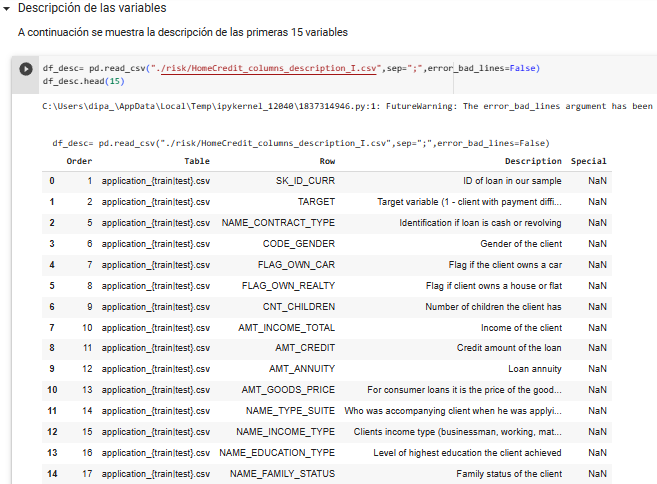 Descripción de las variables
A continuación se muestra la descripción de las primeras 15 variables
df_desc= pd.read_csv("./risk/HomeCredit_columns_description_I.csv",sep=";",error_bad_lines=False)
df_desc.head(15)
C:\Users\dipa_\AppData\Local\Temp\ipykernel_12040\1837314946.py:1: FutureWarning: The error_bad_lines argument has been
df_desc= pd.read_csv("./risk/HomeCredit_columns_description_I.csv",sep=";",error_bad_lines=False)
Order Table Row Description Special
0 1 application_{train|test}.csv SK_ID_CURR ID of loan in our sample NaN
1 2 application_{train|test}.csv TARGET Target variable (1 - client with payment diffi... NaN
2 5 application_{train|test}.csv NAME_CONTRACT_TYPE Identification if loan is cash or revolving NaN
3 6 application_{train|test}.csv CODE_GENDER Gender of the client NaN
4 7 application_{train|test}.csv FLAG_OWN_CAR Flag if the client owns a car NaN
5 8 application_{train|test}.csv FLAG_OWN_REALTY Flag if client owns a house or flat NaN
6 9 application_{train|test}.csv CNT_CHILDREN Number of children the client has NaN
7 10 application_{train|test}.csv AMT_INCOME_TOTAL Income of the client NaN
8 11 application_{train|test}.csv AMT_CREDIT Credit amount of the loan NaN
9 12 application_{train|test}.csv AMT_ANNUITY Loan annuity NaN
10 13 application_{train|test}.csv AMT_GOODS_PRICE For consumer loans it is the price of the good... NaN
11 14 application_{train|test}.csv NAME_TYPE_SUITE Who was accompanying client when he was applyi... NaN
12 15 application_{train|test}.csv NAME_INCOME_TYPE Clients income type (businessman, working, mat... NaN
13 16 application_{train|test}.csv NAME_EDUCATION_TYPE Level of highest education the client achieved NaN
14 17 application_{train|test}.csv NAME_FAMILY_STATUS Family status of the client NaN